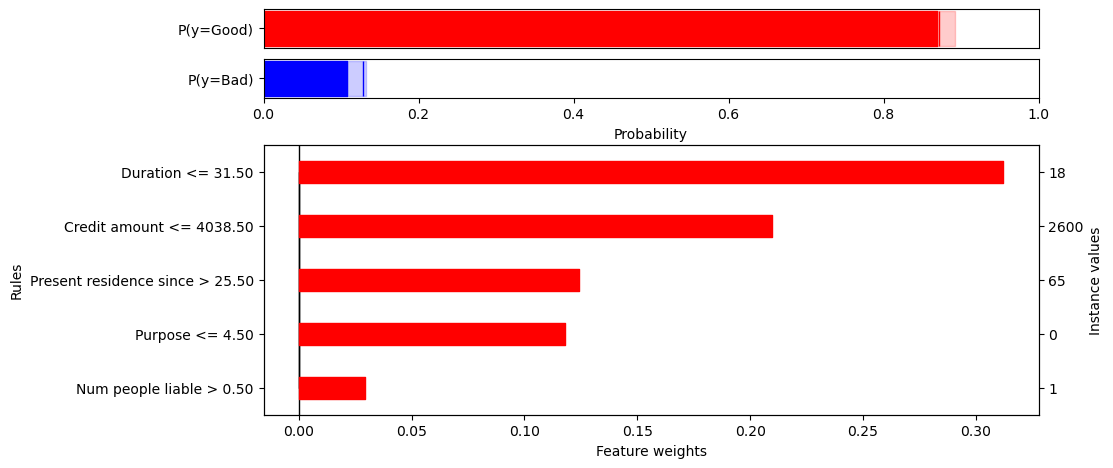 P(y=Good)
P(y=Bad)
0.0 0.2 0.4 0.6 0.8 1.0
Probability
Duration <= 31.50 18
Credit amount <= 4038.50 2600
Present residence since > 25.50 65
Purpose <= 4.50 0
Num people liable > 0.50 1
Rules
Instance values
0.00 0.05 0.10 0.15 0.20 0.25 0.30
Feature weights